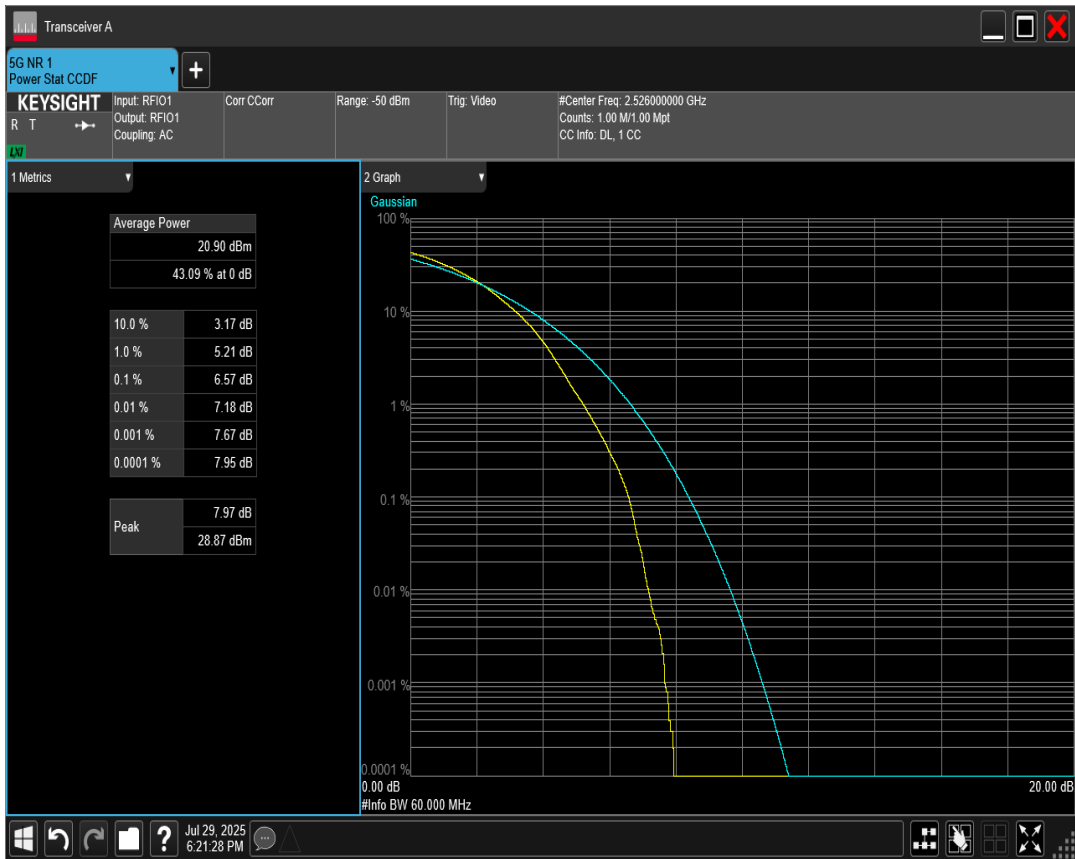 Transceiver A
5G NR 1
Power Stat CCDF
+
KEYSIGHT
R T
LXI
Input: RFIO1
Output: RFIO1
Coupling: AC
Corr CCorr
Range: -50 dBm
Trig: Video
#Center Freq: 2.526000000 GHz
Counts: 1.00 M/1.00 Mpt
CC Info: DL, 1 CC
1 Metrics
Average Power
20.90 dBm
43.09 % at 0 dB
10.0 % 3.17 dB
1.0 % 5.21 dB
0.1 % 6.57 dB
0.01 % 7.18 dB
0.001 % 7.67 dB
0.0001 % 7.95 dB
Peak
7.97 dB
28.87 dBm
2 Graph
Gaussian
100 %
10 %
1 %
0.1 %
0.01 %
0.001 %
0.0001 %
0.00 dB 20.00 dB
#Info BW 60.000 MHz
?
Jul 29, 2025
6:21:28 PM